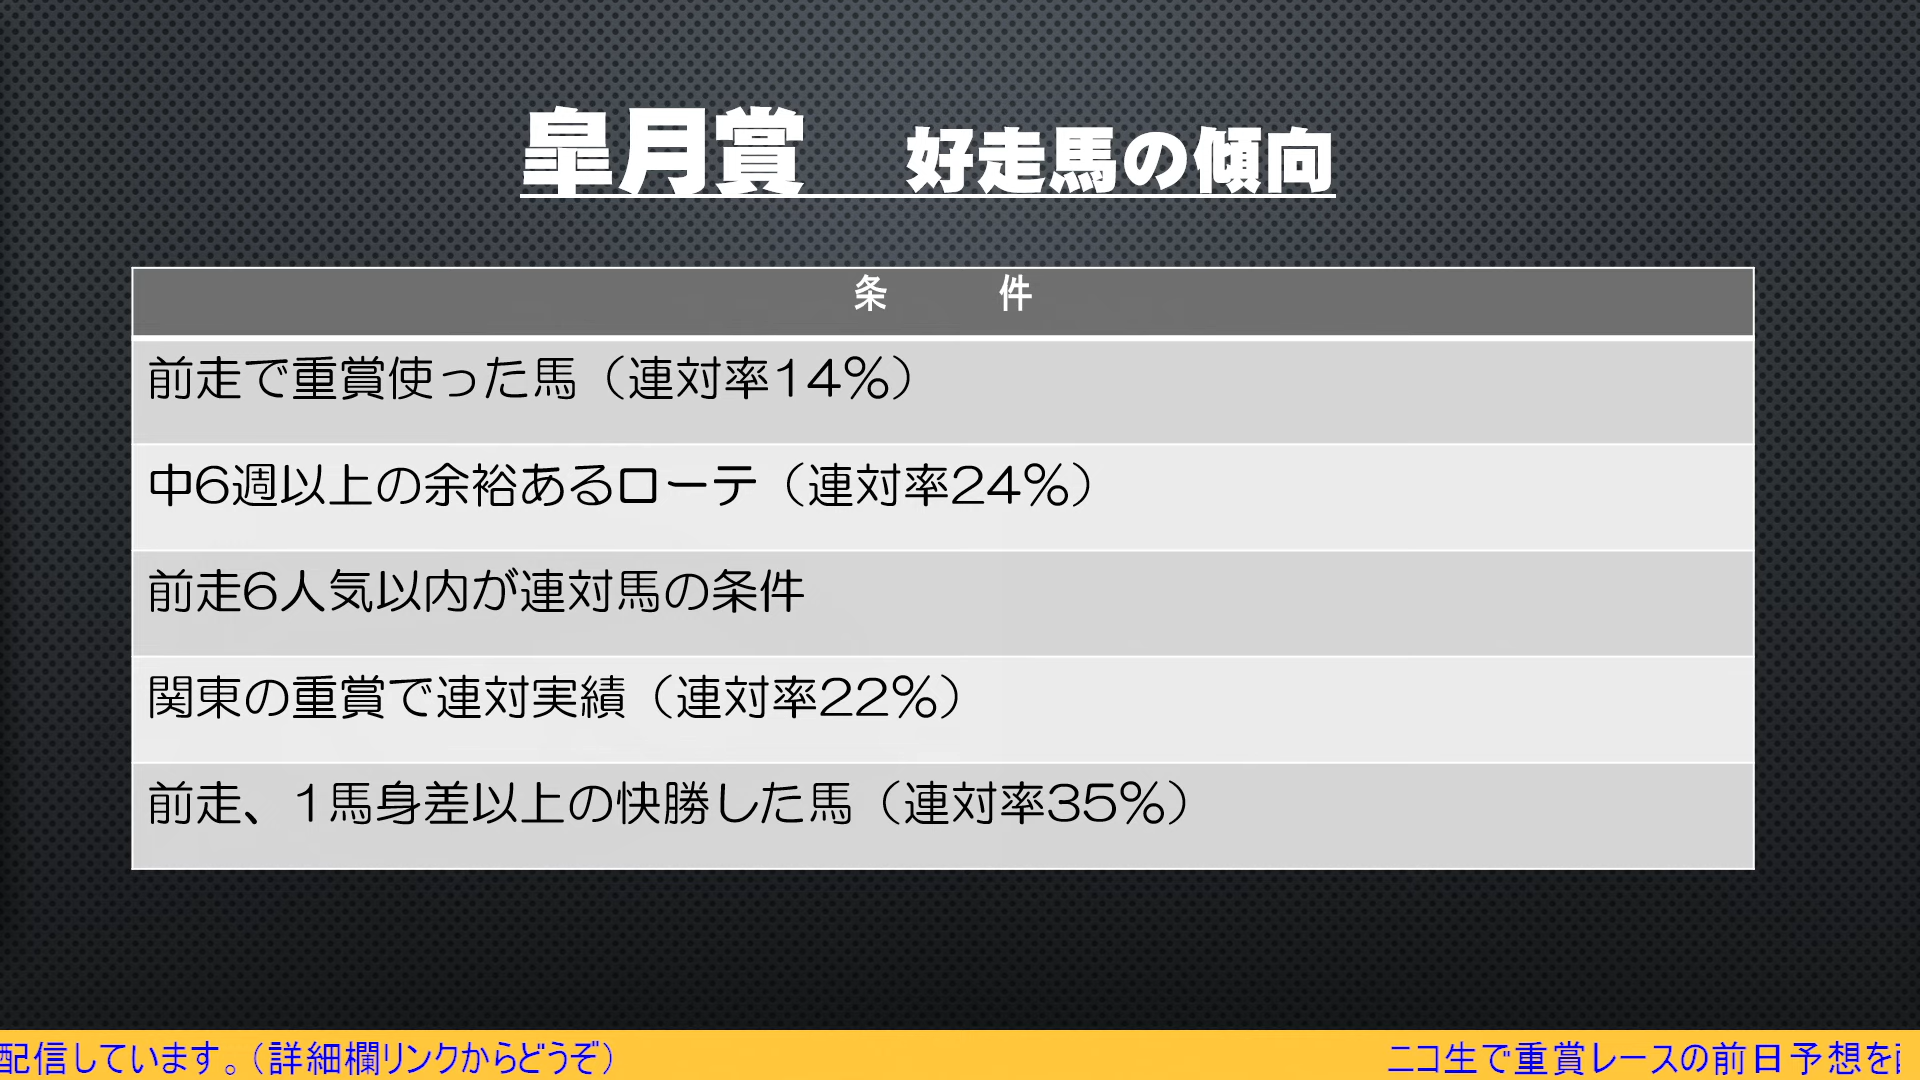 皐月賞　好走馬の傾向
条　　件
前走で重賞使った馬（連対率14％）
中6週以上の余裕あるローテ（連対率24％）
前走6人気以内が連対馬の条件
関東の重賞で連対実績（連対率22％）
前走、１馬身差以上の快勝した馬（連対率35％）
配信しています。（詳細欄リンクからどうぞ）　ニコ生で重賞レースの前日予想を